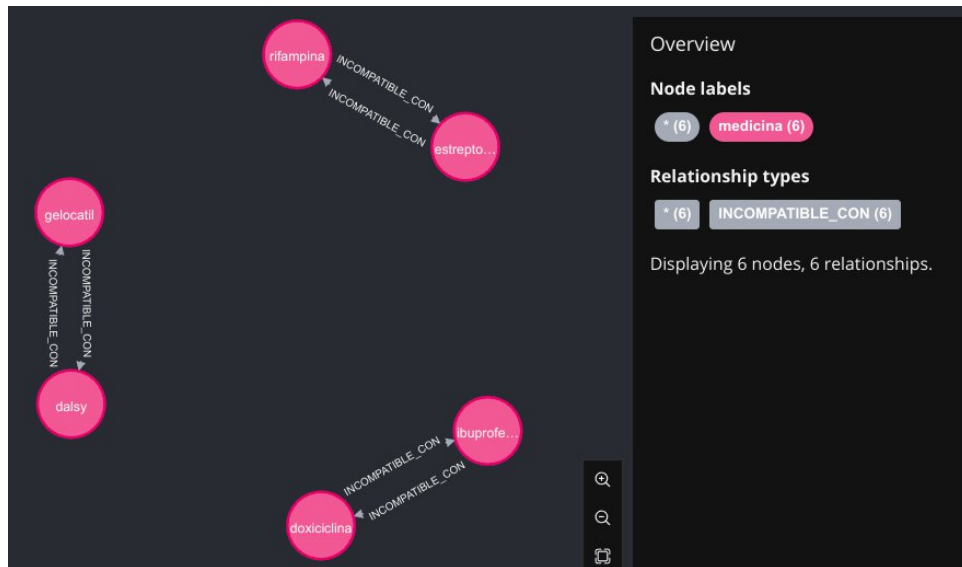 rifampina
INCOMPATIBLE_CON
INCOMPATIBLE_CON
estrepto...
gelocatil
INCOMPATIBLE_CON
INCOMPATIBLE_CON
dalsy
ibuprofe...
INCOMPATIBLE_CON
INCOMPATIBLE_CON
doxiciclina
Overview
Node labels
* (6) medicina (6)
Relationship types
* (6) INCOMPATIBLE_CON (6)
Displaying 6 nodes, 6 relationships.